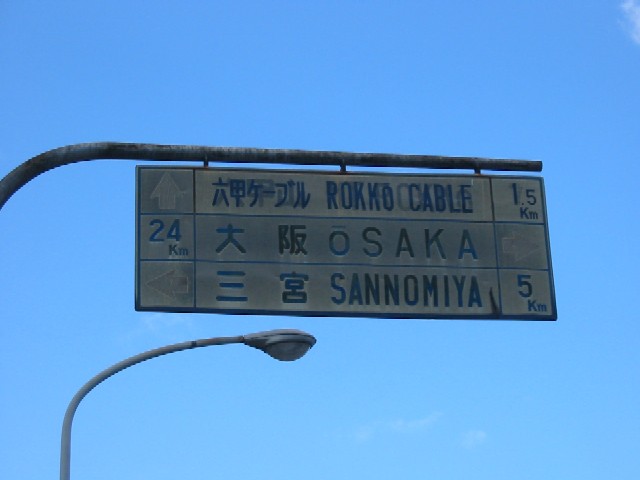 ↑ 六甲ケーブル ROKKO CABLE 1.5 Km
24 Km 大阪 ŌSAKA →
← 三宮 SANNOMIYA 5 Km